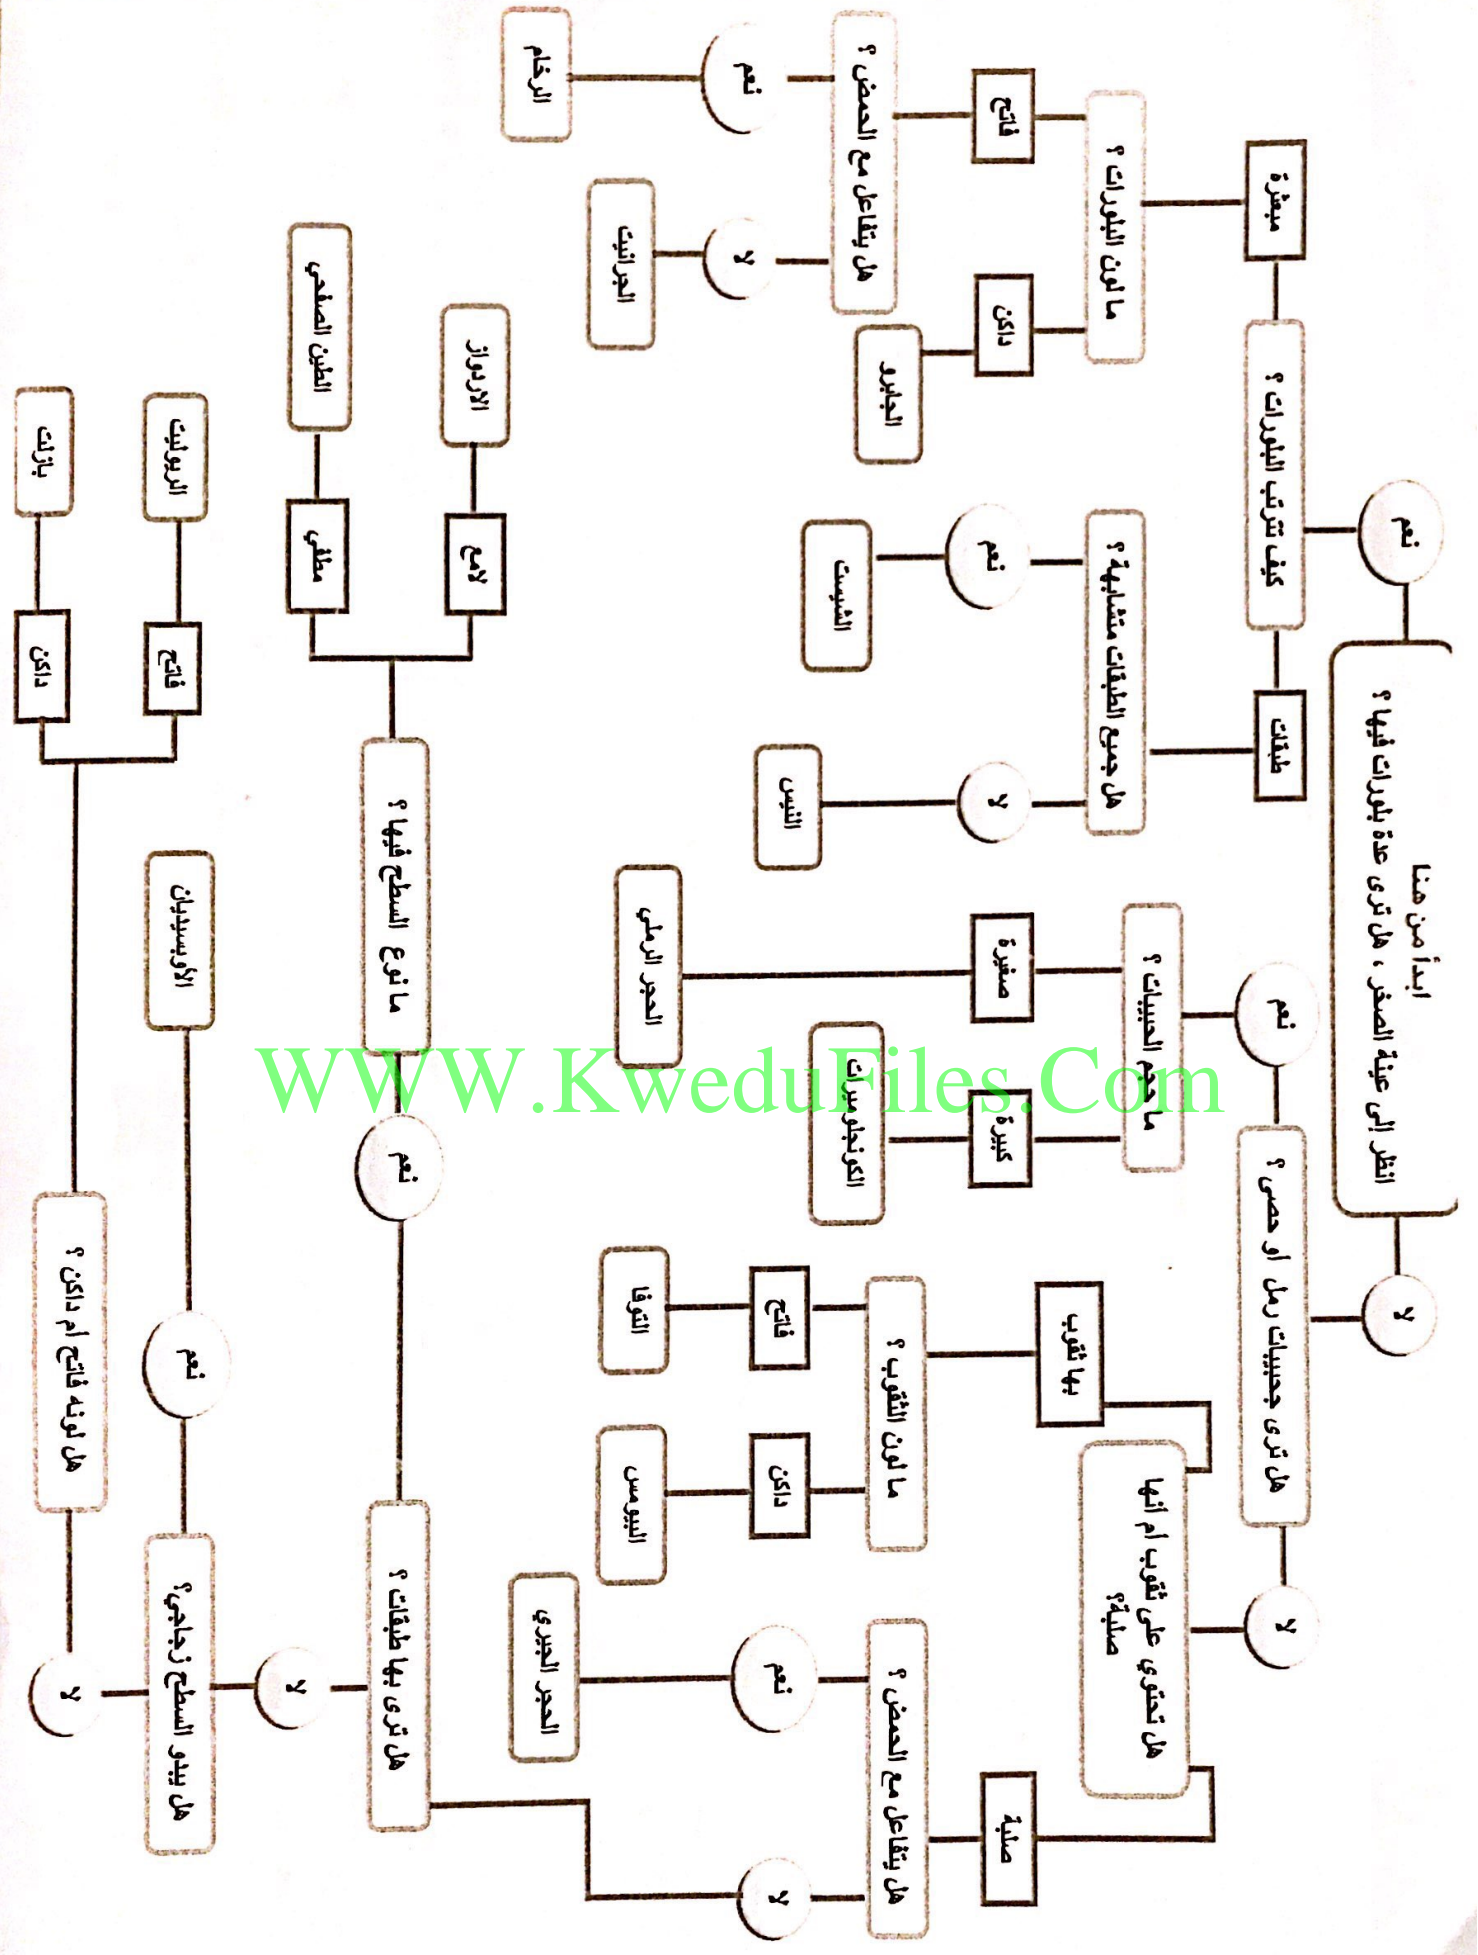 ابدأ من هنا
انظر إلى عينة الصخر ، هل ترى عدة بلورات فيها ؟
نعم
لا
كيف تترتب البلورات ؟
مبعثرة
طبقات
ما لون البلورات ؟
فاتح
داكن
هل يتفاعل مع الحمض ؟
نعم
لا
الرخام
الجرانيت
الجابرو
هل جميع الطبقات متشابهة ؟
نعم
لا
الشيست
النيس
هل ترى جحبيبات رمل او حصى ؟
نعم
لا
ما حجم الحبيبات ؟
صغيرة
كبيرة
الحجر الرملي
الكونجلوميرات
هل تحتوي على ثقوب أم أنها
صلبة؟
بها ثقوب
صلبة
ما لون الثقوب ؟
فاتح
داكن
التوفا
البيومس
هل يتفاعل مع الحمض ؟
نعم
لا
الحجر الجيري
هل ترى بها طبقات ؟
نعم
لا
ما نوع السطح فيها ؟
لامع
مطفي
الاردواز
الطين الصفحي
هل يبدو السطح زجاجي؟
نعم
لا
الأوبسيديان
هل لونه فاتح أم داكن ؟
فاتح
داكن
الريوليت
بازلت
WWW.KweduFiles.Com